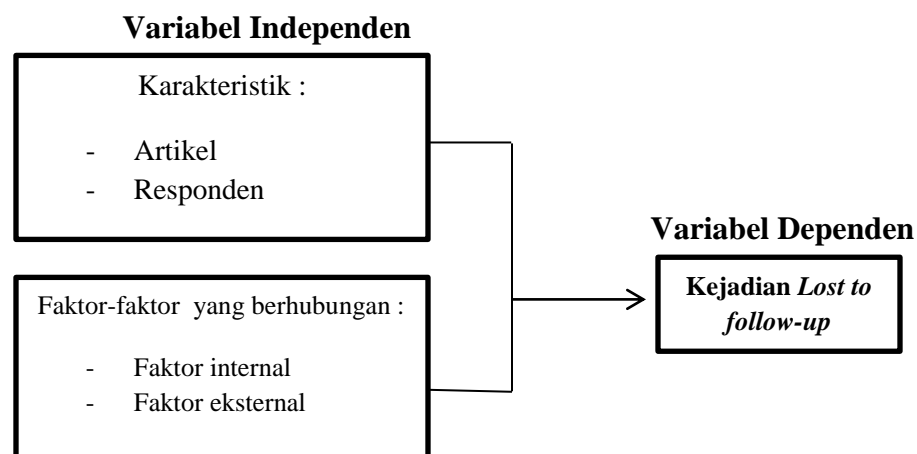 Variabel Independen
Karakteristik :
- Artikel
- Responden
Faktor-faktor yang berhubungan :
- Faktor internal
- Faktor eksternal
Variabel Dependen
Kejadian Lost to
follow-up